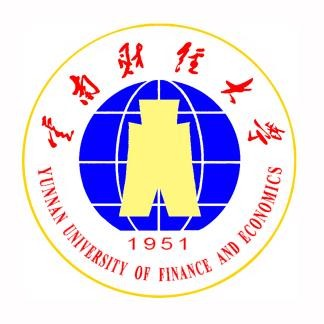 云南财经大学
1951
YUNNAN UNIVERSITY OF FINANCE AND ECONOMICS